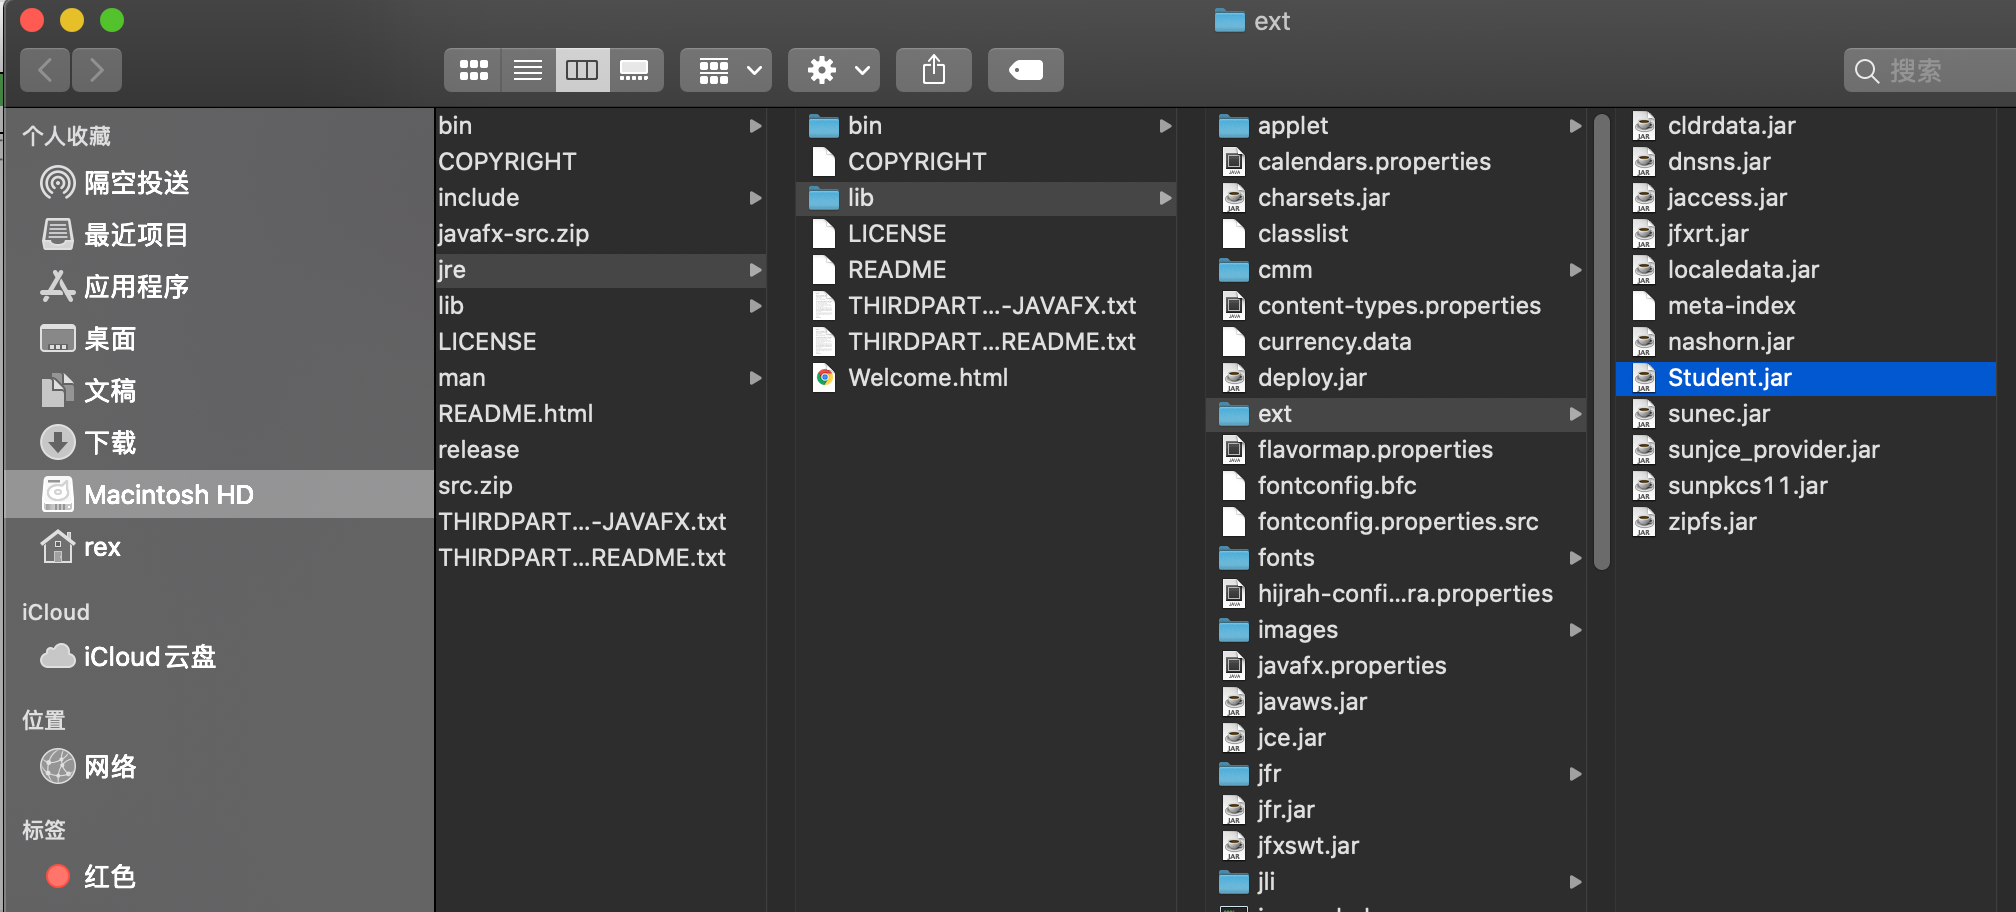 ext
搜索
个人收藏
隔空投送
最近项目
应用程序
桌面
文稿
下载
Macintosh HD
rex
iCloud
iCloud云盘
位置
网络
标签
红色
bin
COPYRIGHT
include
javafx-src.zip
jre
lib
LICENSE
man
README.html
release
src.zip
THIRDPART...-JAVAFX.txt
THIRDPART...README.txt
bin
COPYRIGHT
lib
LICENSE
README
THIRDPART...-JAVAFX.txt
THIRDPART...README.txt
Welcome.html
applet
calendars.properties
charsets.jar
classlist
cmm
content-types.properties
currency.data
deploy.jar
ext
flavormap.properties
fontconfig.bfc
fontconfig.properties.src
fonts
hijrah-confi...ra.properties
images
javafx.properties
javaws.jar
jce.jar
jfr
jfr.jar
jfxswt.jar
jli
cldrdata.jar
dnsns.jar
jaccess.jar
jfxrt.jar
localedata.jar
meta-index
nashorn.jar
Student.jar
sunec.jar
sunjce_provider.jar
sunpkcs11.jar
zipfs.jar